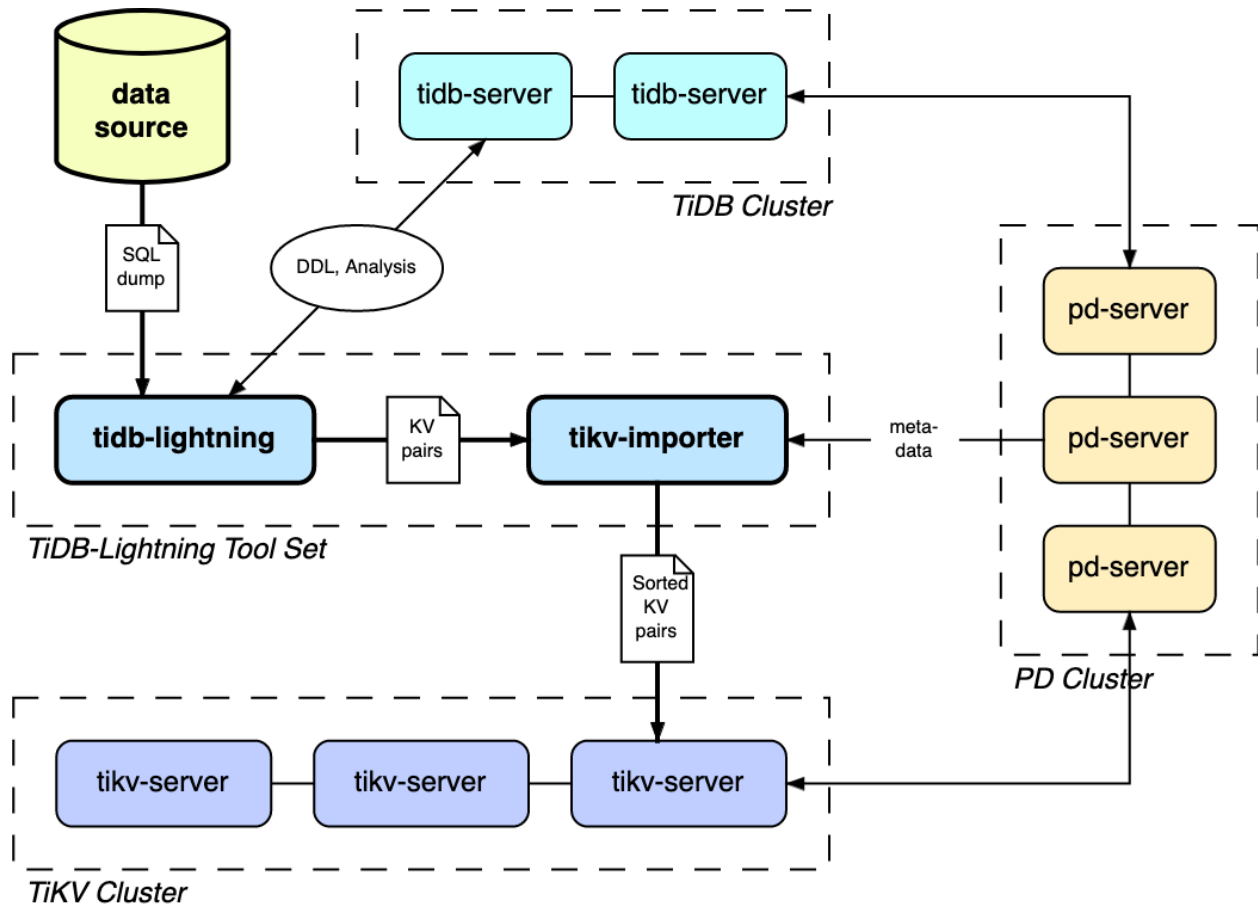 data
source
tidb-server
tidb-server
TiDB Cluster
SQL
dump
DDL, Analysis
pd-server
pd-server
pd-server
PD Cluster
tidb-lightning
KV
pairs
tikv-importer
meta-
data
TiDB-Lightning Tool Set
Sorted
KV
pairs
tikv-server
tikv-server
tikv-server
TiKV Cluster